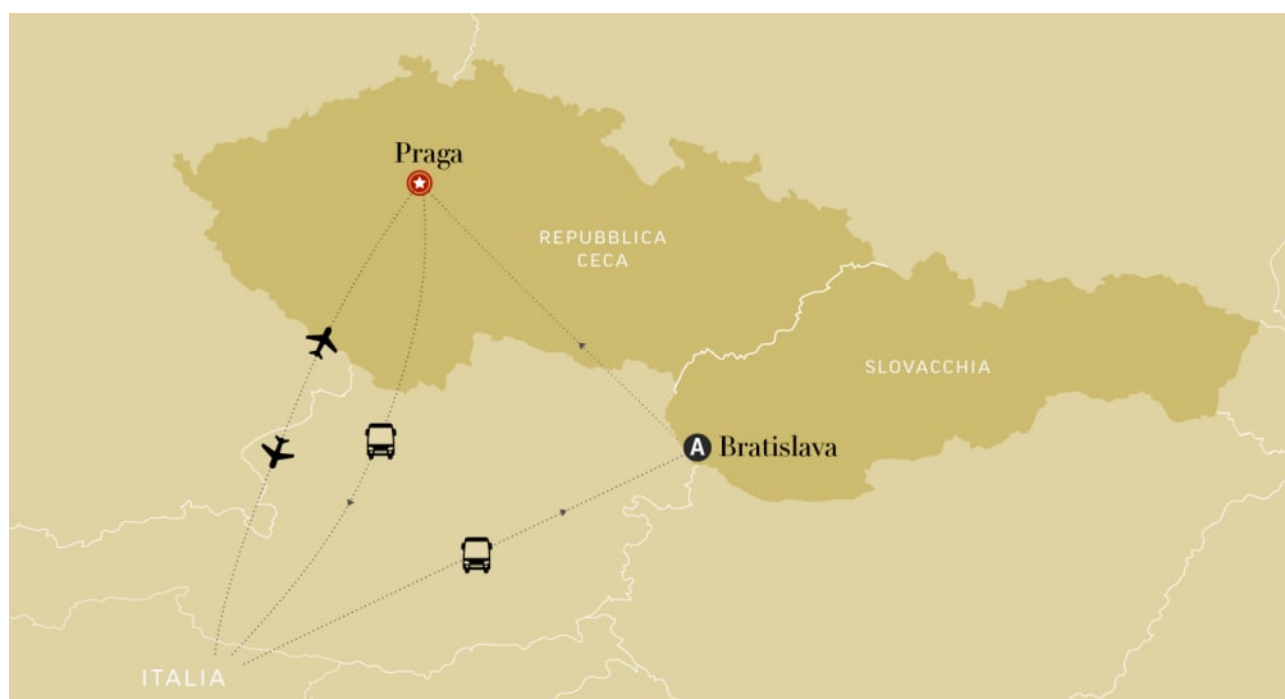 Praga
REPUBBLICA
CECA
SLOVACCHIA
A Bratislava
ITALIA